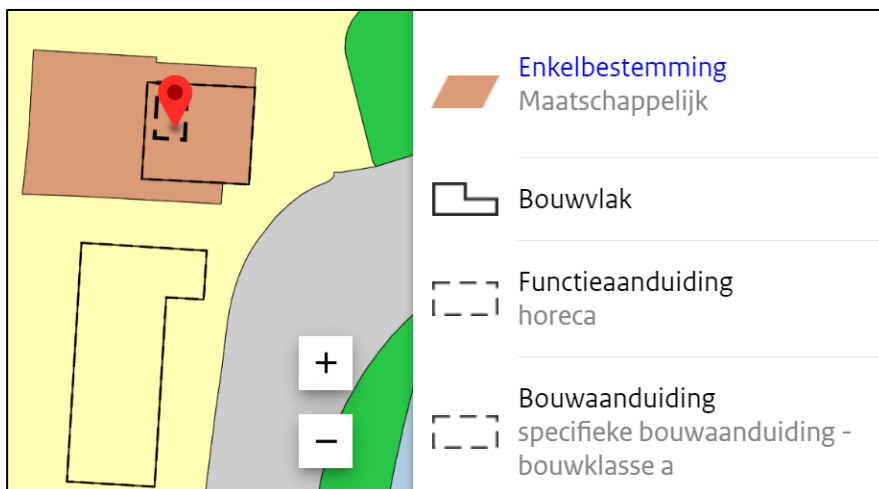 Enkelbestemming
Maatschappelijk
Bouwvlak
Functieaanduiding
horeca
Bouwaanduiding
specifieke bouwaanduiding -
bouwklasse a
+
−